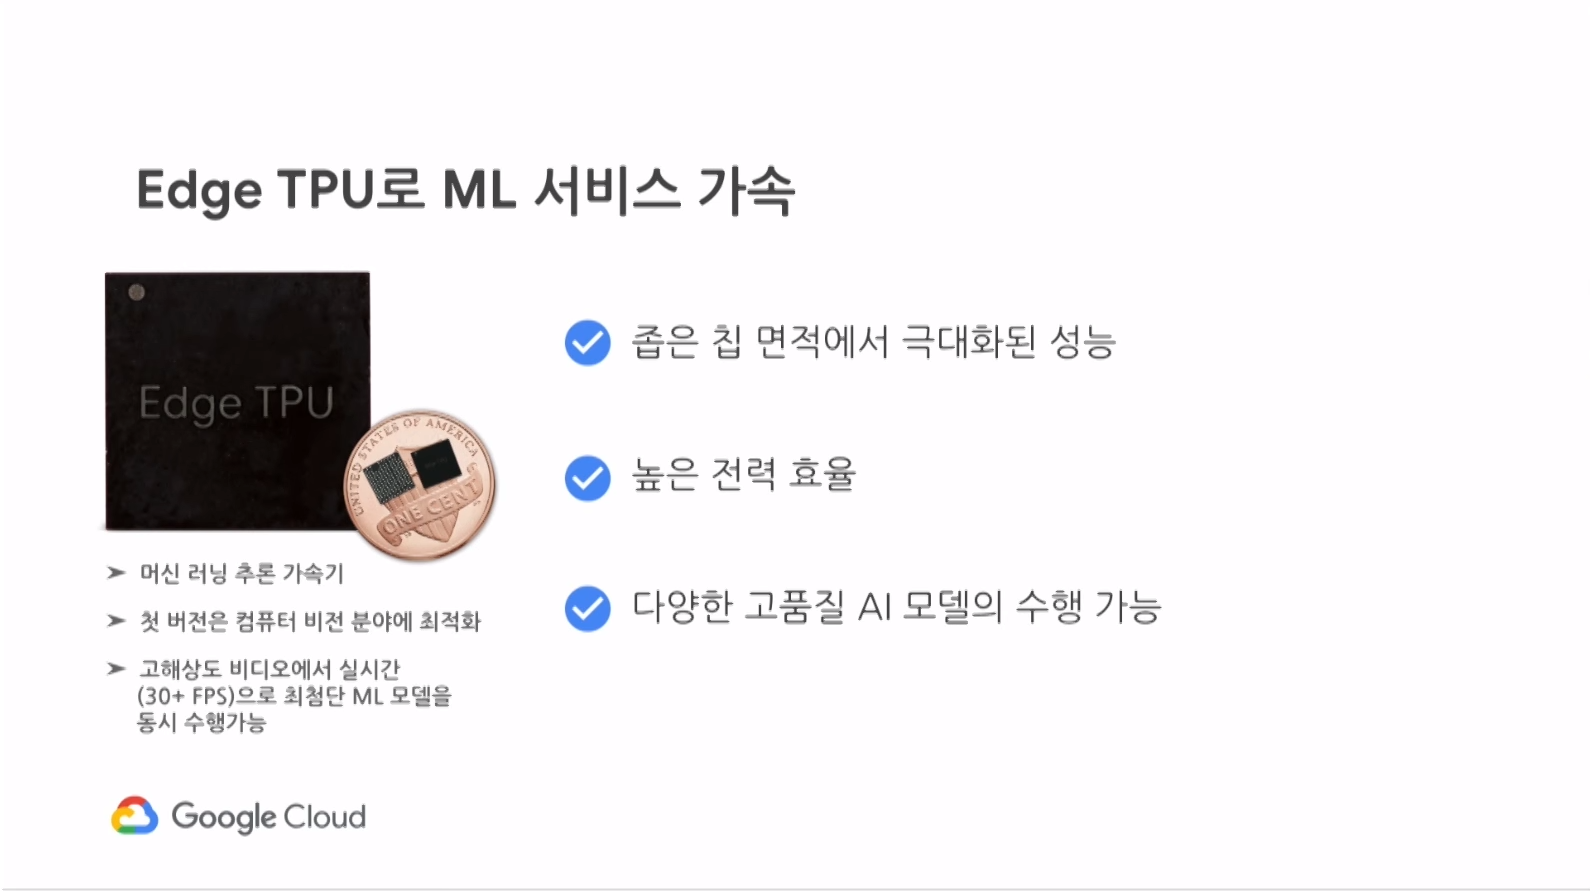 Edge TPU로 ML 서비스 가속
Edge TPU
UNITED STATES OF AMERICA
ONE CENT
➤ 머신 러닝 추론 가속기
➤ 첫 버전은 컴퓨터 비전 분야에 최적화
➤ 고해상도 비디오에서 실시간
(30+ FPS)으로 최첨단 ML 모델을
동시 수행가능
좁은 칩 면적에서 극대화된 성능
높은 전력 효율
다양한 고품질 AI 모델의 수행 가능
Google Cloud